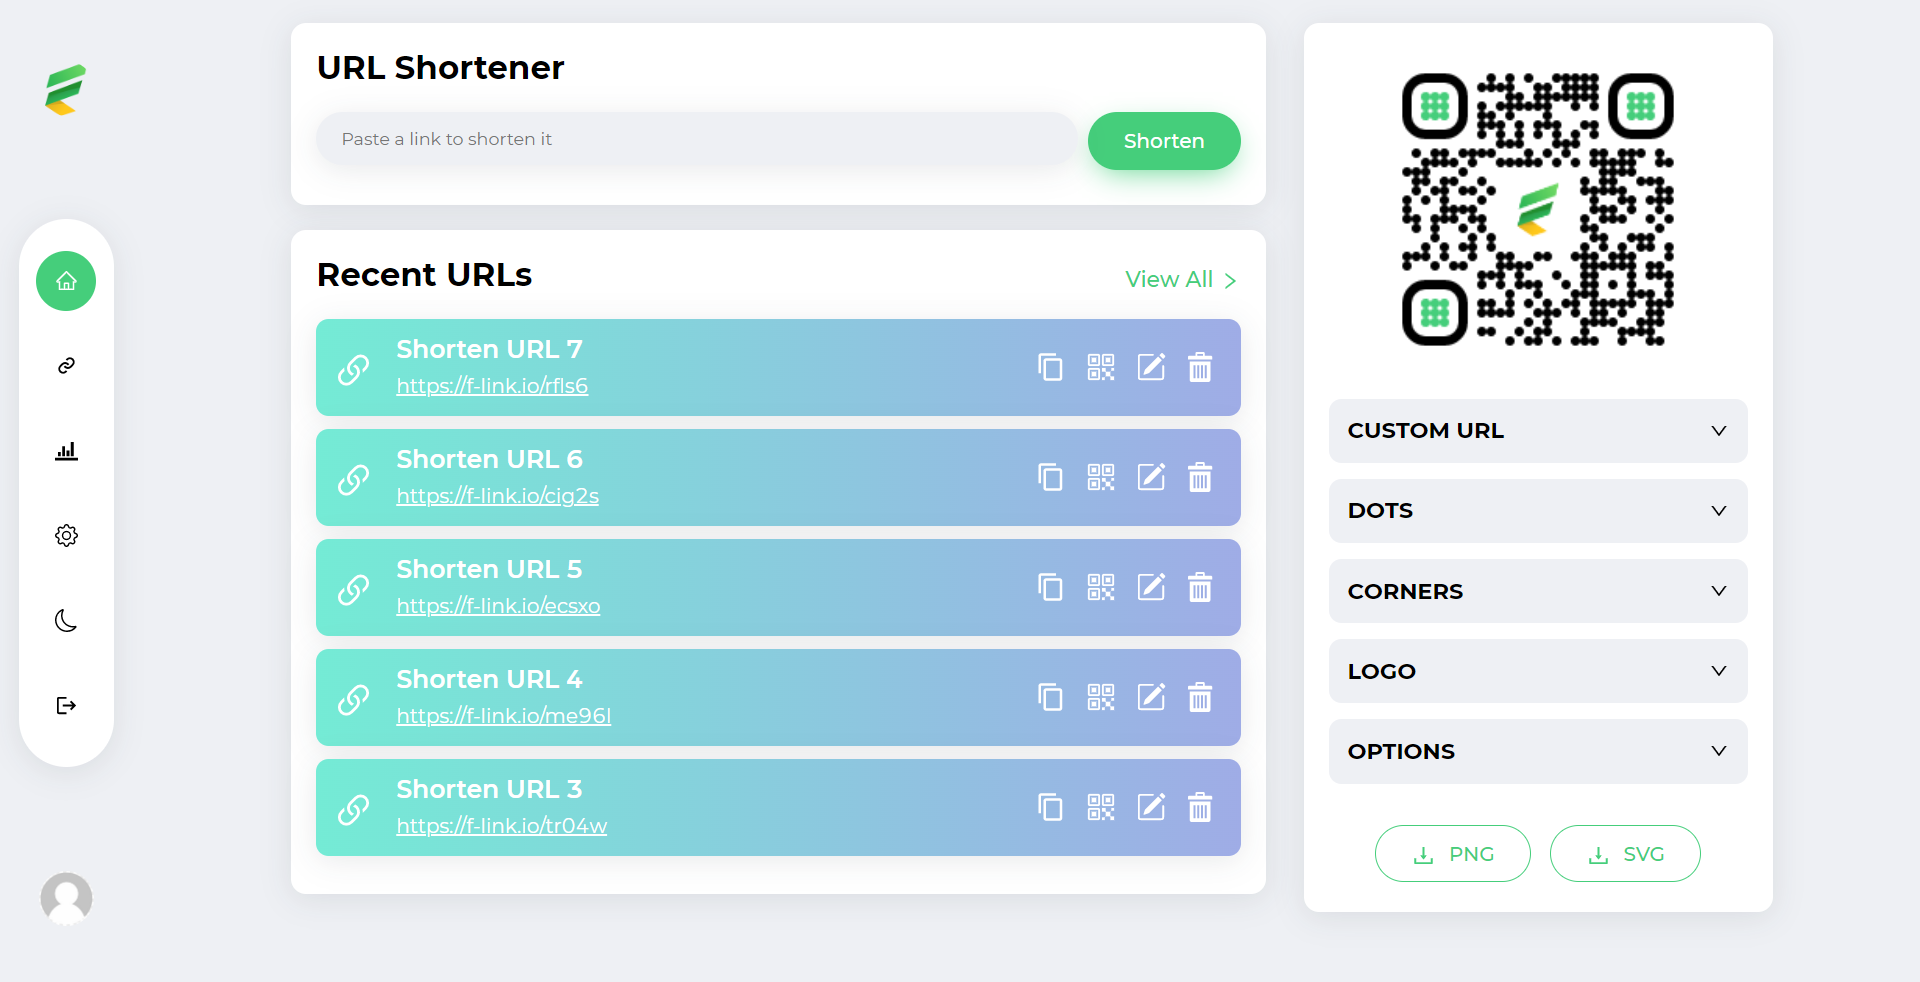 URL Shortener
Paste a link to shorten it
Shorten
Recent URLs
View All
Shorten URL 7
https://f-link.io/rfls6
Shorten URL 6
https://f-link.io/cig2s
Shorten URL 5
https://f-link.io/ecsxo
Shorten URL 4
https://f-link.io/me96l
Shorten URL 3
https://f-link.io/tr04w
CUSTOM URL
DOTS
CORNERS
LOGO
OPTIONS
PNG
SVG